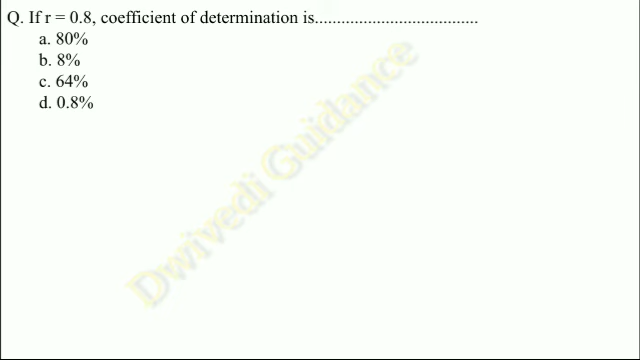 Q. If r = 0.8, coefficient of determination is.....................................
a. 80%
b. 8%
c. 64%
d. 0.8%
Dwivedi Guidance